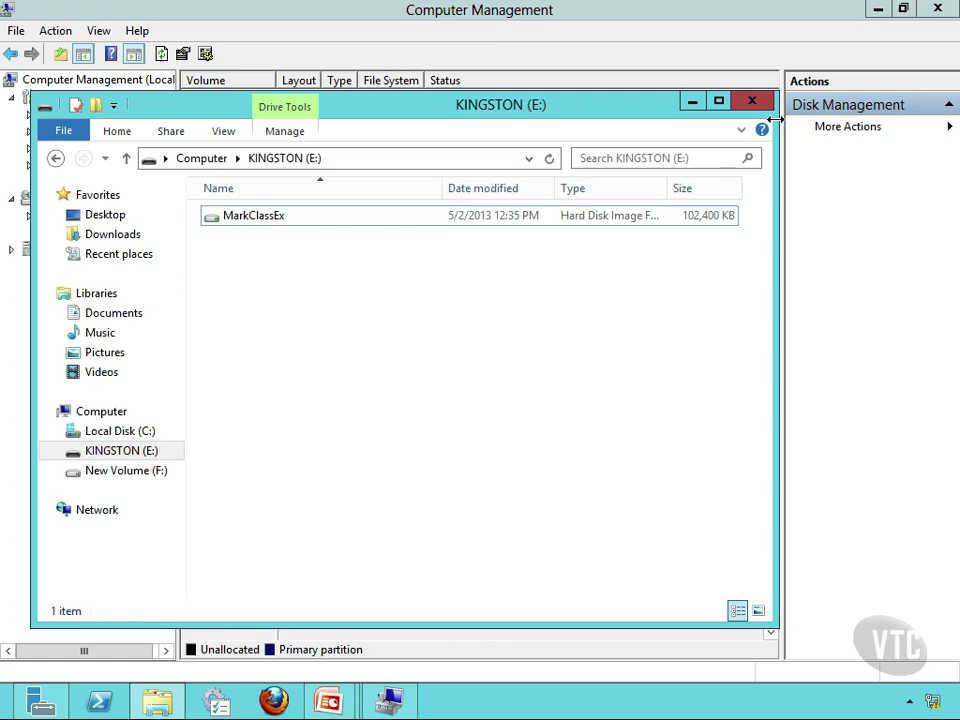 Computer Management
File Action View Help
Computer Management (Local
Volume Layout Type File System Status
Actions
Disk Management
More Actions
Drive Tools
KINGSTON (E:)
File Home Share View Manage
Computer KINGSTON (E:)
Search KINGSTON (E:)
Name Date modified Type Size
MarkClassEx 5/2/2013 12:35 PM Hard Disk Image F... 102,400 KB
Favorites
Desktop
Downloads
Recent places
Libraries
Documents
Music
Pictures
Videos
Computer
Local Disk (C:)
KINGSTON (E:)
New Volume (F:)
Network
1 item
Unallocated Primary partition
VTC